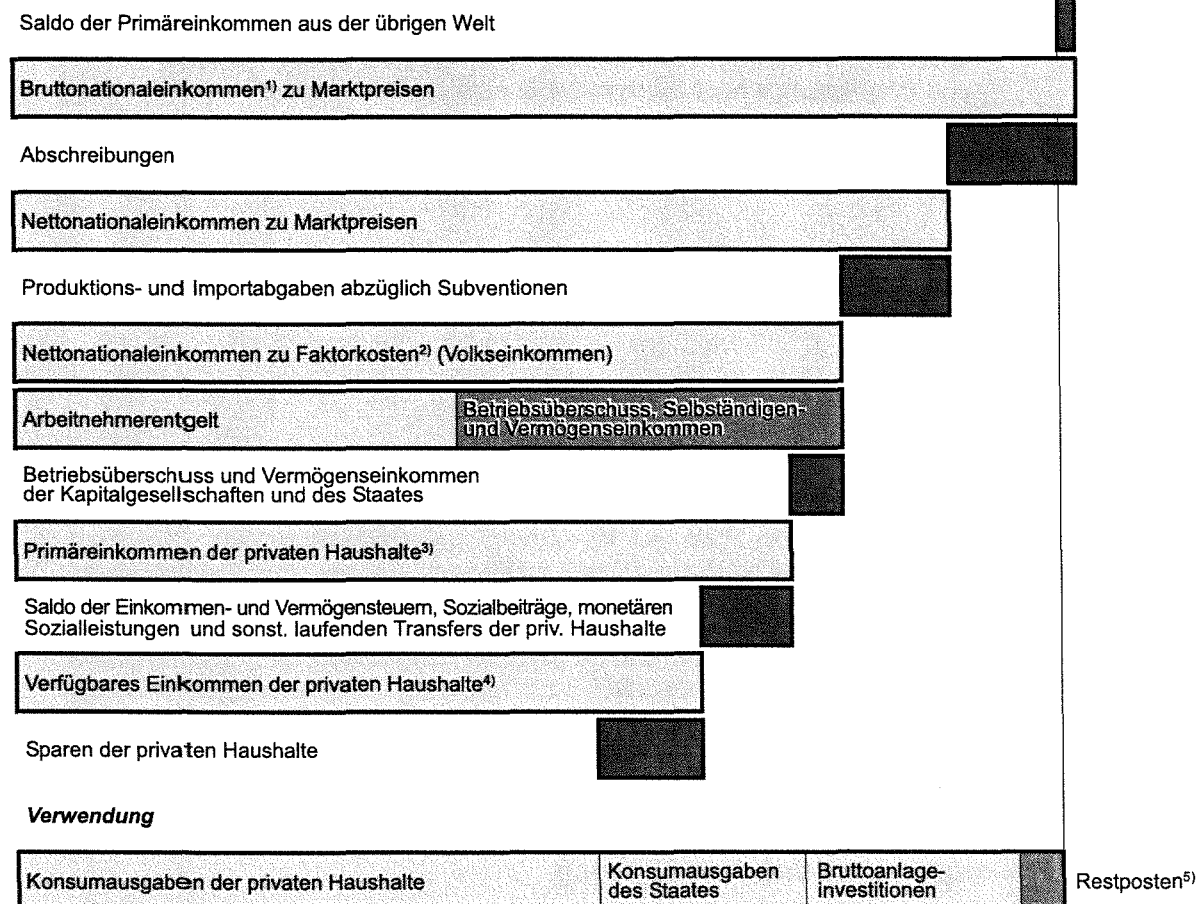 Saldo der Primäreinkommen aus der übrigen Welt
Bruttonationaleinkommen¹⁾ zu Marktpreisen
Abschreibungen
Nettonationaleinkommen zu Marktpreisen
Produktions- und Importabgaben abzüglich Subventionen
Nettonationaleinkommen zu Faktorkosten²⁾ (Volkseinkommen)
Arbeitnehmerentgelt
Betriebsüberschuss, Selbständigen-
und Vermögenseinkommen
Betriebsüberschuss und Vermögenseinkommen
der Kapitalgesellschaften und des Staates
Primäreinkommen der privaten Haushalte³⁾
Saldo der Einkommen- und Vermögensteuern, Sozialbeiträge, monetären
Sozialleistungen und sonst. laufenden Transfers der priv. Haushalte
Verfügbares Einkommen der privaten Haushalte⁴⁾
Sparen der privaten Haushalte
Verwendung
Konsumausgaben der privaten Haushalte
Konsumausgaben
des Staates
Bruttoanlage-
investitionen
Restposten⁵⁾